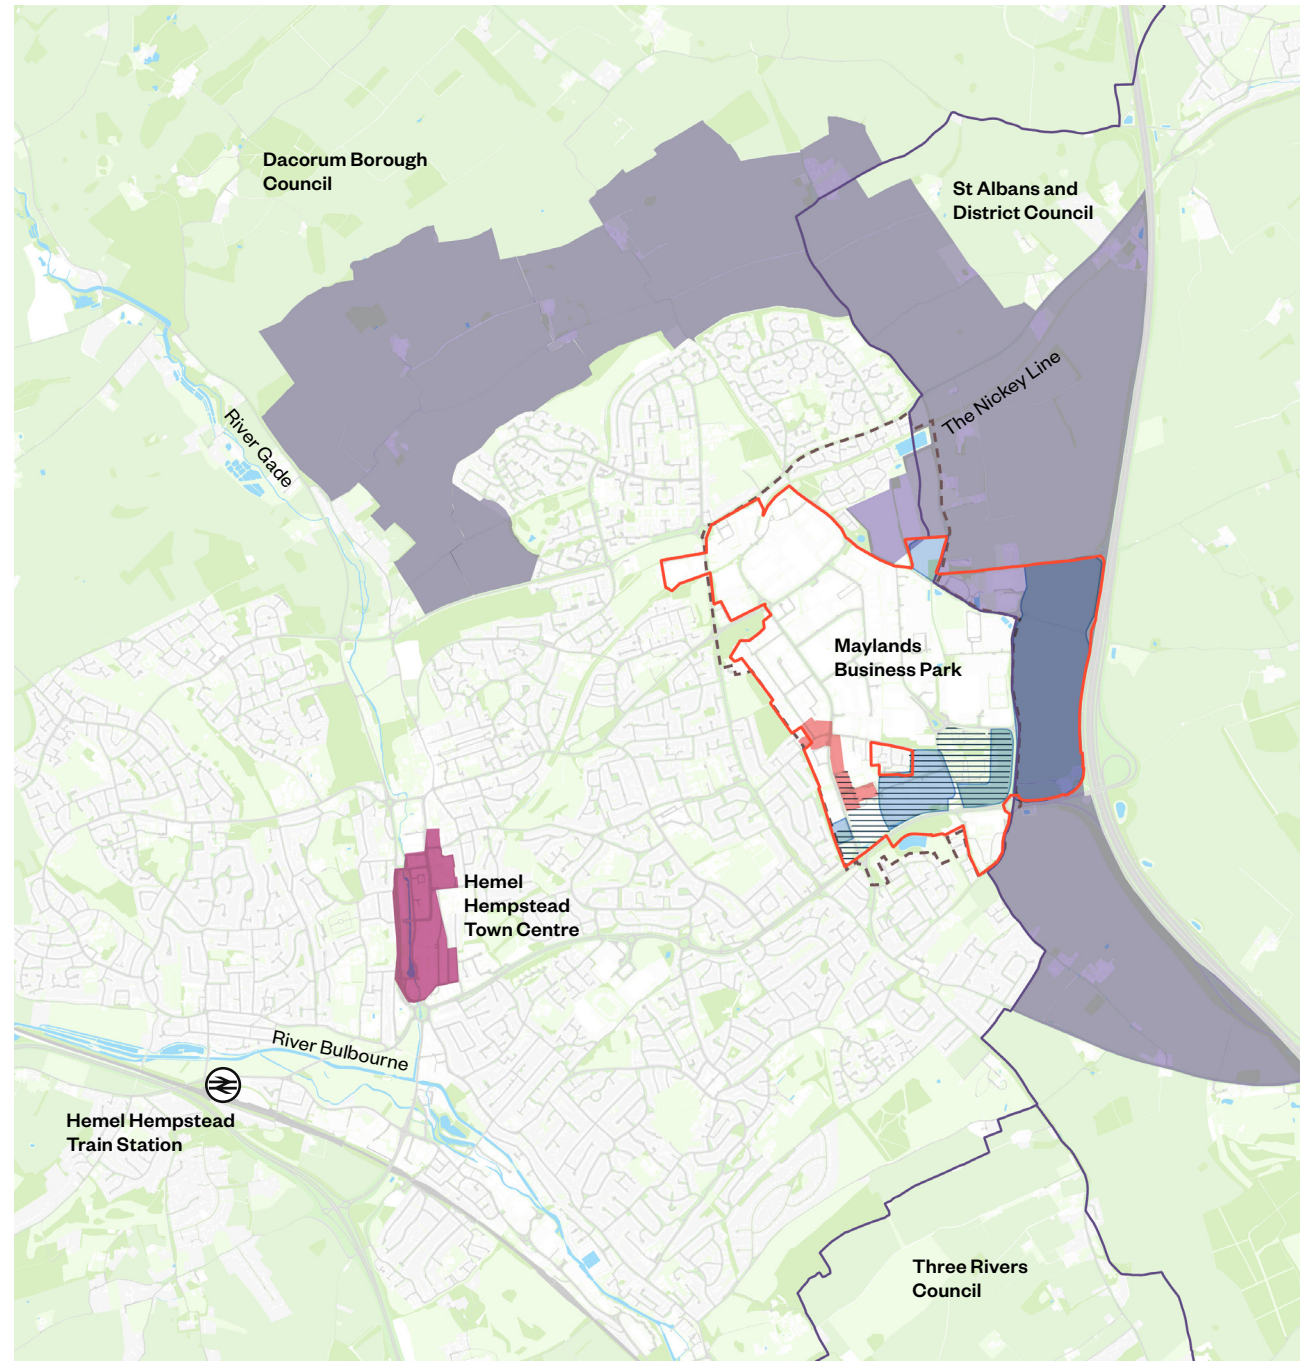 Dacorum Borough
Council
St Albans and
District Council
The Nickey Line
River Gade
Maylands
Business Park
Hemel
Hempstead
Town Centre
River Bulbourne
Hemel Hempstead
Train Station
Three Rivers
Council